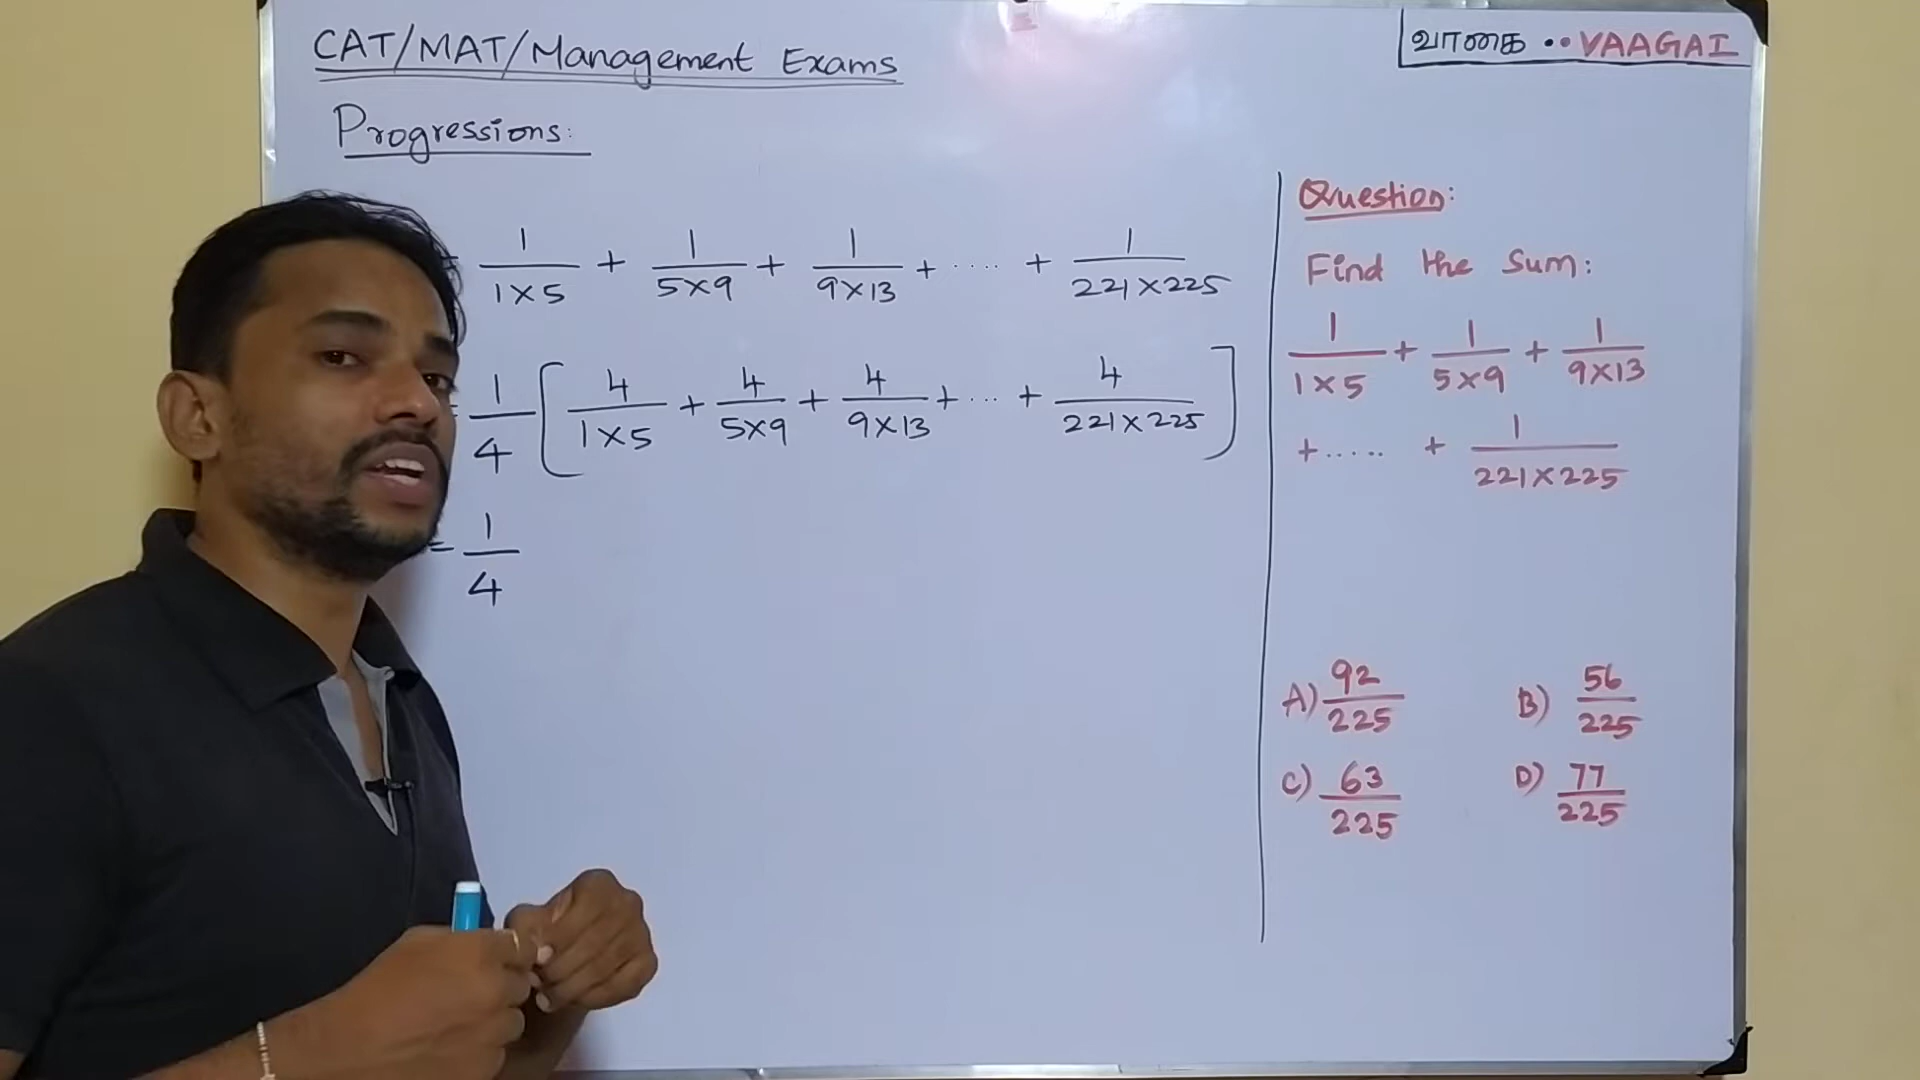 CAT/MAT/Management Exams
வாகை ..VAAGAI
Progressions:
= 1/(1×5) + 1/(5×9) + 1/(9×13) + .... + 1/(221×225)
= 1/4 [ 4/(1×5) + 4/(5×9) + 4/(9×13) + ... + 4/(221×225) ]
= 1/4
Question:
Find the Sum:
1/(1×5) + 1/(5×9) + 1/(9×13)
+ ..... + 1/(221×225)
A) 92/225 B) 56/225
C) 63/225 D) 77/225